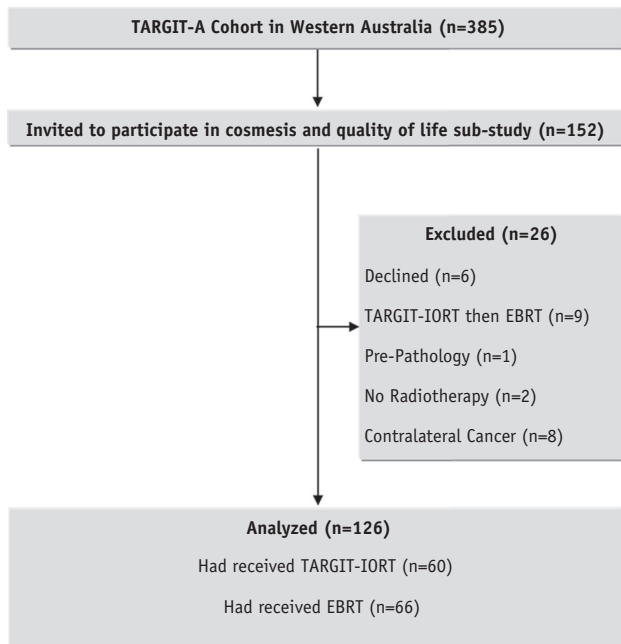 TARGIT-A Cohort in Western Australia (n=385)
Invited to participate in cosmesis and quality of life sub-study (n=152)
Excluded (n=26)
Declined (n=6)
TARGIT-IORT then EBRT (n=9)
Pre-Pathology (n=1)
No Radiotherapy (n=2)
Contralateral Cancer (n=8)
Analyzed (n=126)
Had received TARGIT-IORT (n=60)
Had received EBRT (n=66)